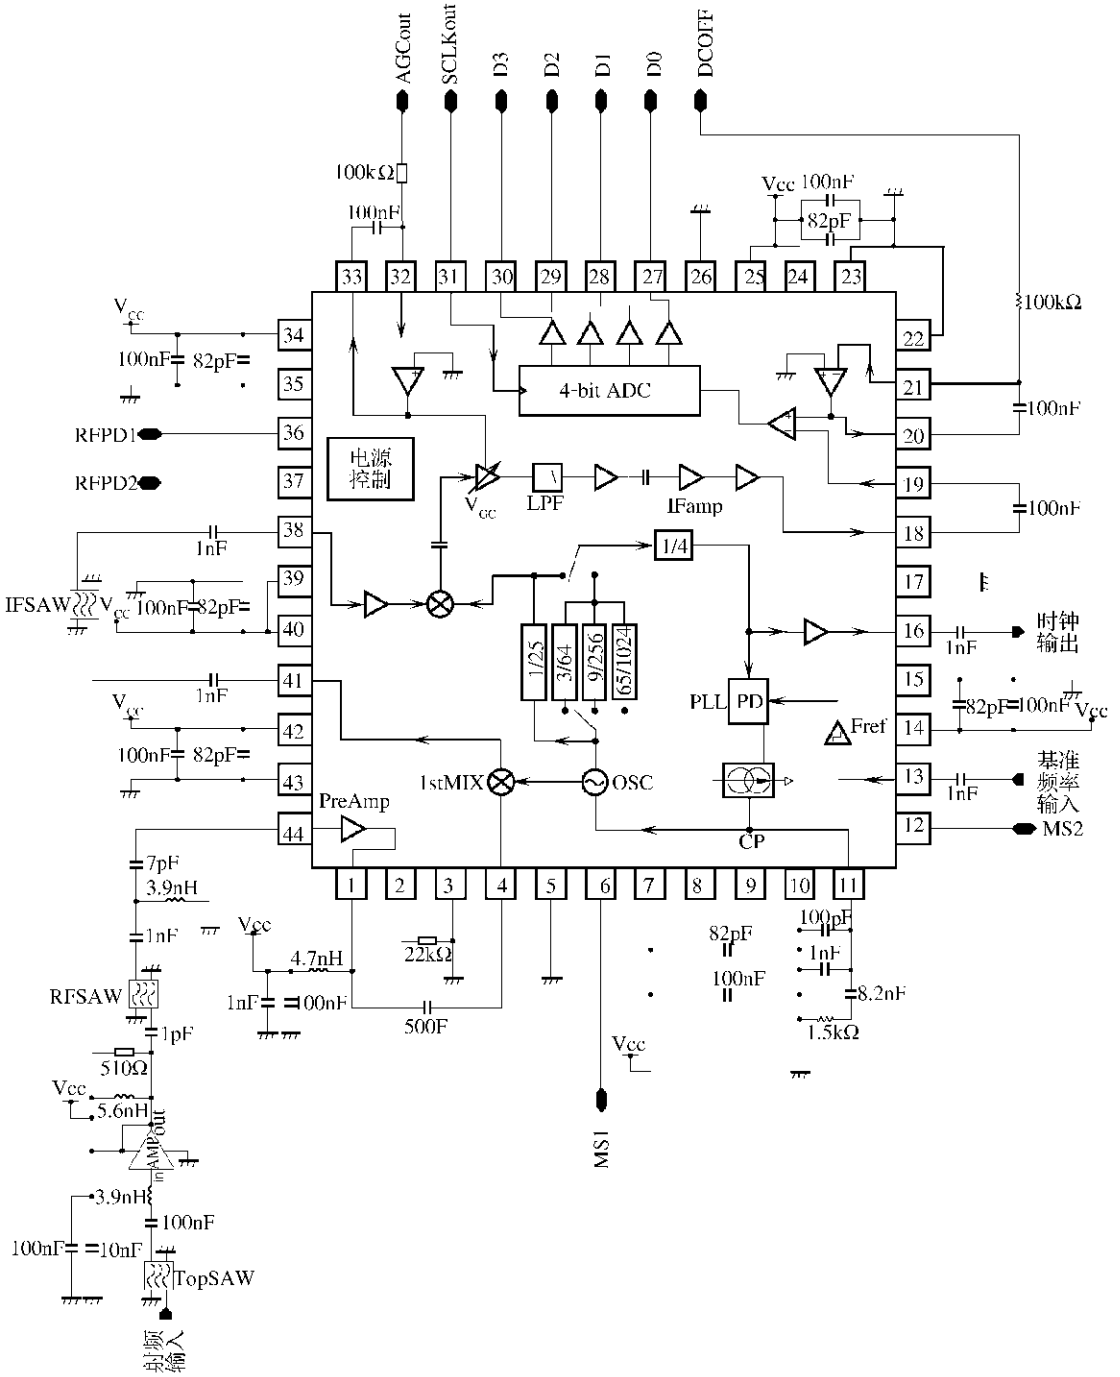 AGCout
SCLKout
D3
D2
D1
D0
DCOFF
100kΩ
100nF
Vcc
100nF
82pF
33
32
31
30
29
28
27
26
25
24
23
VCC
100nF
82pF
34
35
RFPD1
36
RFPD2
37
38
1nF
39
IFSAW
VCC
100nF
82pF
40
41
1nF
VCC
42
100nF
82pF
43
44
22
100kΩ
21
20
100nF
19
100nF
18
17
16
1nF
时钟
输出
15
14
82pF
100nF
Vcc
13
1nF
基准
频率
输入
12
MS2
4-bit ADC
电源
控制
VGC
LPF
IFamp
1/4
1/25
3/64
9/256
65/1024
PLL
PD
Fref
1stMIX
OSC
CP
PreAmp
1
2
3
4
5
6
7
8
9
10
11
7pF
3.9nH
1nF
RFSAW
1pF
510Ω
Vcc
5.6nH
out
AMP
in
3.9nH
100nF
100nF
10nF
TopSAW
射频
输入
Vcc
4.7nH
1nF
100nF
22kΩ
500F
Vcc
MS1
82pF
100nF
100pF
1nF
8.2nF
1.5kΩ